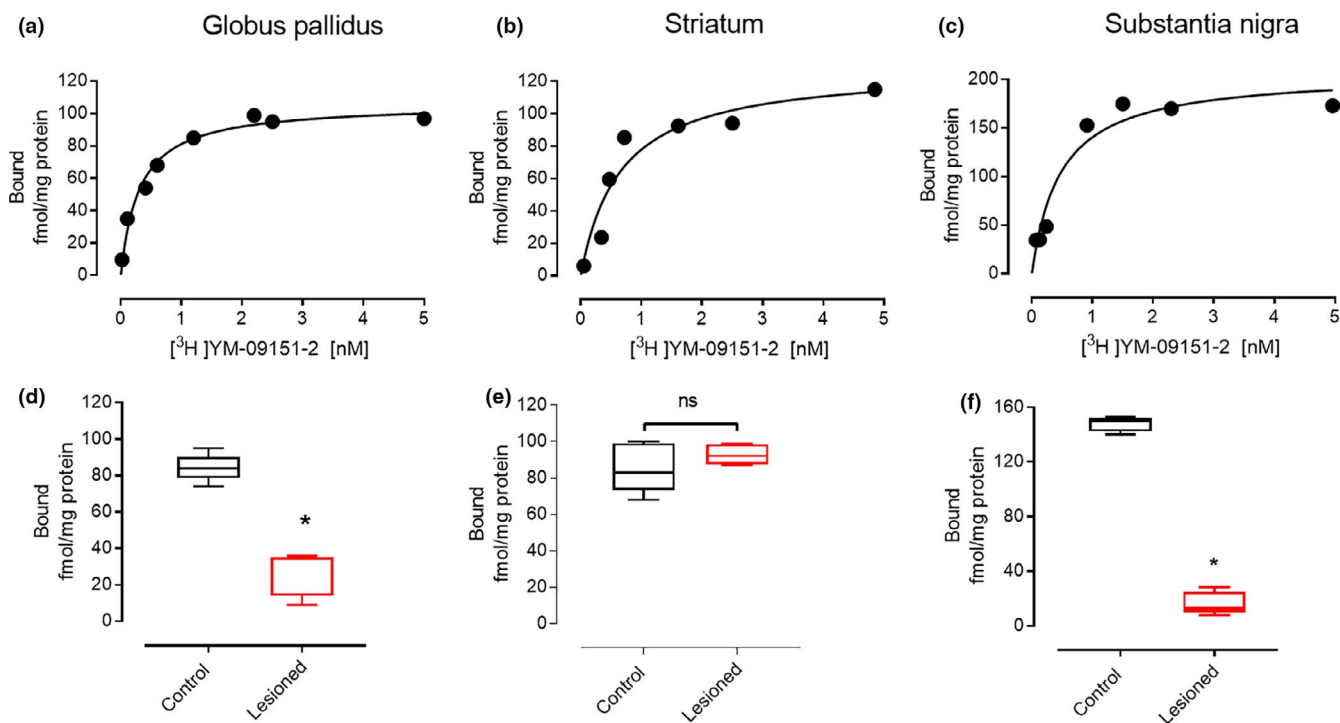 (a) Globus pallidus
(b) Striatum
(c) Substantia nigra
Bound
fmol/mg protein
120
100
80
60
40
20
0
0 1 2 3 4 5
[³H ]YM-09151-2 [nM]
Bound
fmol/mg protein
120
100
80
60
40
20
0
0 1 2 3 4 5
[³H ]YM-09151-2 [nM]
Bound
fmol/mg protein
200
150
100
50
0
0 1 2 3 4 5
[³H ]YM-09151-2 [nM]
(d)
Bound
fmol/mg protein
120
100
80
60
40
20
0
*
Control
Lesioned
(e)
Bound
fmol/mg protein
120
100
80
60
40
20
0
ns
Control
Lesioned
(f)
Bound
fmol/mg protein
160
120
80
40
0
*
Control
Lesioned